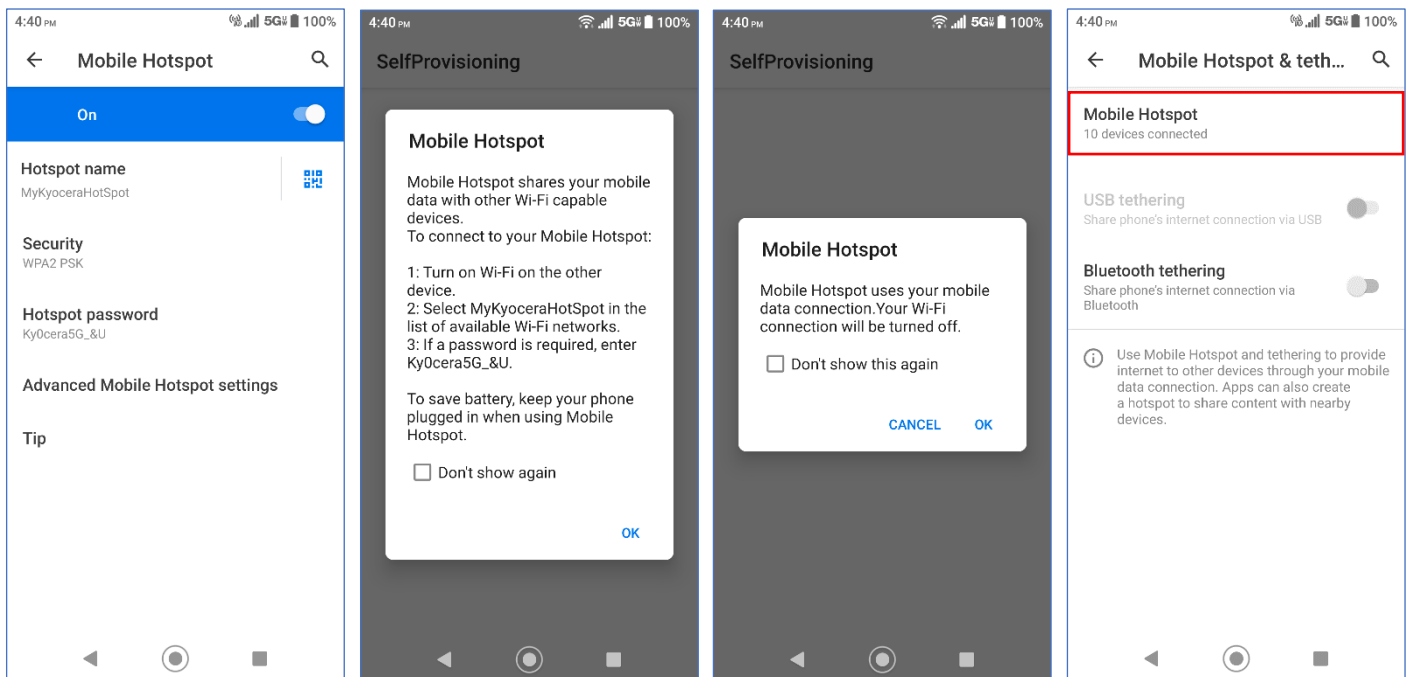 4:40 PM 5G 100%
Mobile Hotspot
On
Hotspot name
MyKyoceraHotSpot
Security
WPA2 PSK
Hotspot password
Ky0cera5G_&U
Advanced Mobile Hotspot settings
Tip
4:40 PM 5G 100%
SelfProvisioning
Mobile Hotspot
Mobile Hotspot shares your mobile
data with other Wi-Fi capable
devices.
To connect to your Mobile Hotspot:
1: Turn on Wi-Fi on the other
device.
2: Select MyKyoceraHotSpot in the
list of available Wi-Fi networks.
3: If a password is required, enter
Ky0cera5G_&U.
To save battery, keep your phone
plugged in when using Mobile
Hotspot.
Don't show again
OK
4:40 PM 5G 100%
SelfProvisioning
Mobile Hotspot
Mobile Hotspot uses your mobile
data connection.Your Wi-Fi
connection will be turned off.
Don't show this again
CANCEL OK
4:40 PM 5G 100%
Mobile Hotspot & teth...
Mobile Hotspot
10 devices connected
USB tethering
Share phone's internet connection via USB
Bluetooth tethering
Share phone's internet connection via
Bluetooth
Use Mobile Hotspot and tethering to provide
internet to other devices through your mobile
data connection. Apps can also create
a hotspot to share content with nearby
devices.